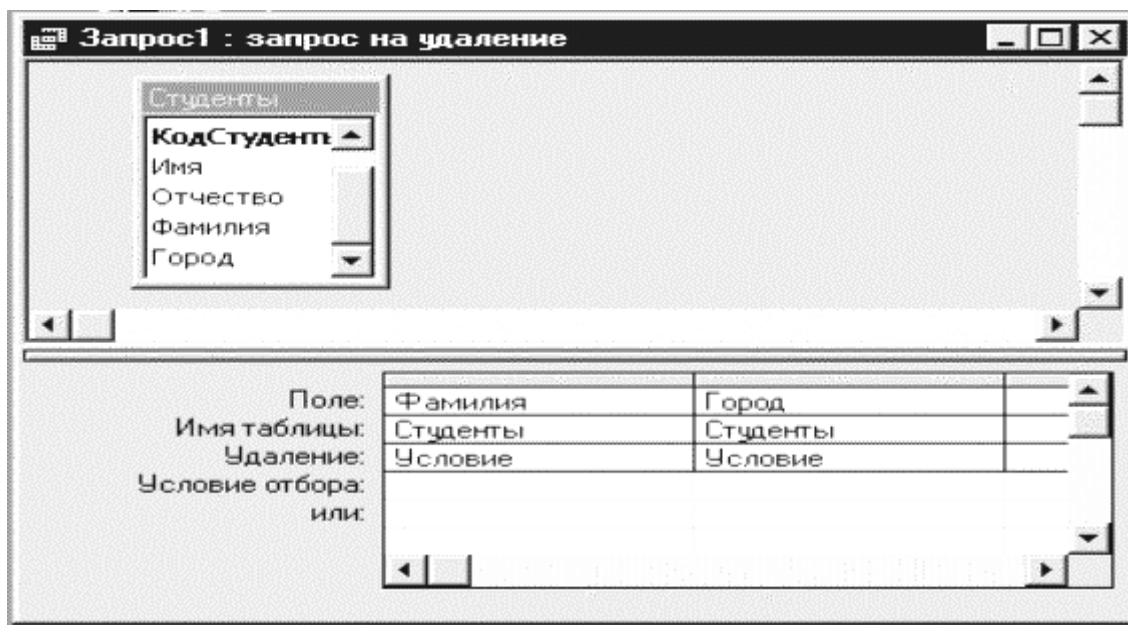 Запрос1 : запрос на удаление
Студенты
КодСтудент
Имя
Отчество
Фамилия
Город
Поле: Фамилия Город
Имя таблицы: Студенты Студенты
Удаление: Условие Условие
Условие отбора:
или: